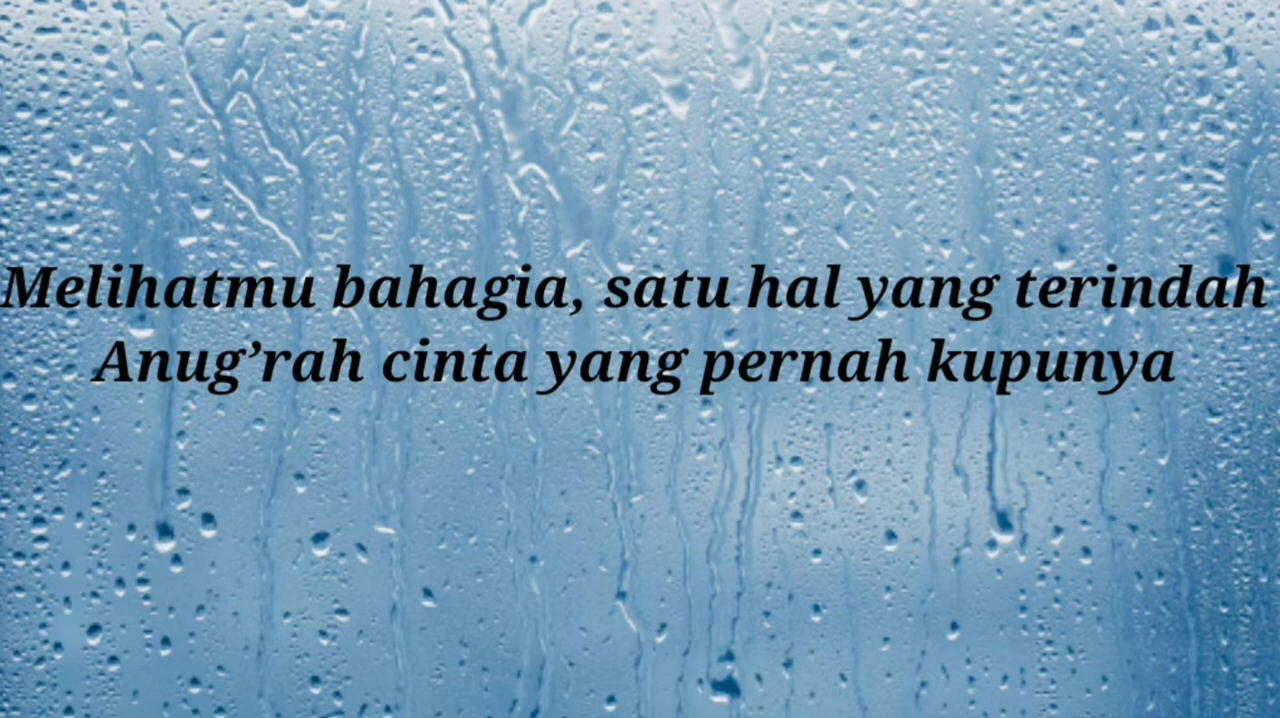 Melihatmu bahagia, satu hal yang terindah
Anug’rah cinta yang pernah kupunya